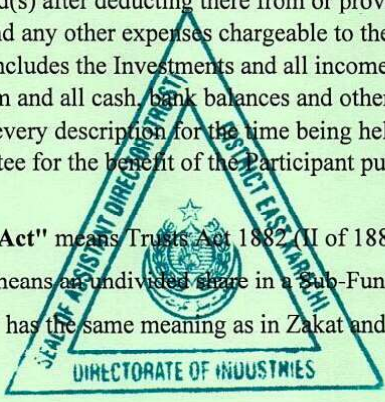 d(s) after deducting there from or prov
nd any other expenses chargeable to the
ncludes the Investments and all income
m and all cash, bank balances and other
every description for the time being hel
tee for the benefit of the Participant pu
Act" means Trusts Act 1882 (II of 188
means an undivided share in a Sub-Fun
has the same meaning as in Zakat and
SEAL OF ASSISTANT DIRECTOR (TRUST)
DISTRICT EAST KARACHI
DIRECTORATE OF INDUSTRIES